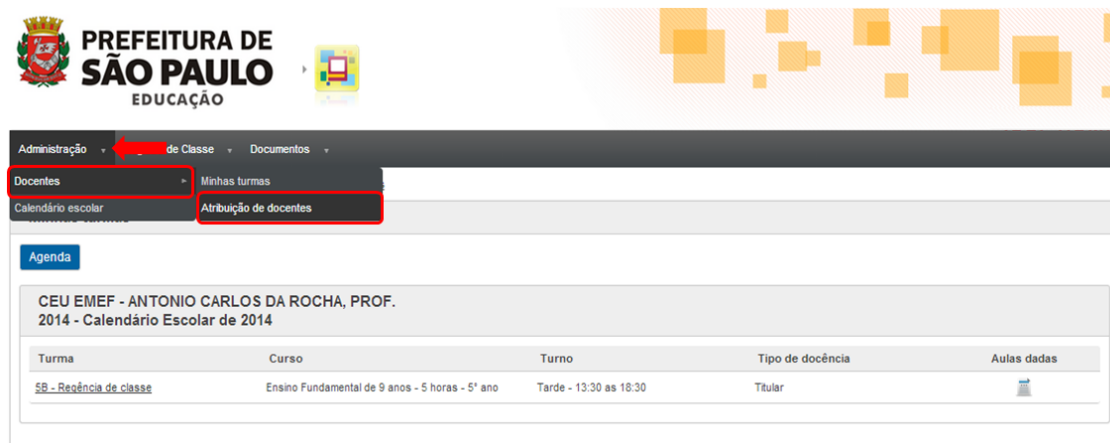 PREFEITURA DE
SÃO PAULO
EDUCAÇÃO
Administração de Classe Documentos
Docentes Minhas turmas
Calendário escolar Atribuição de docentes
Agenda
CEU EMEF - ANTONIO CARLOS DA ROCHA, PROF.
2014 - Calendário Escolar de 2014
Turma Curso Turno Tipo de docência Aulas dadas
5B - Regência de classe Ensino Fundamental de 9 anos - 5 horas - 5° ano Tarde - 13:30 as 18:30 Titular